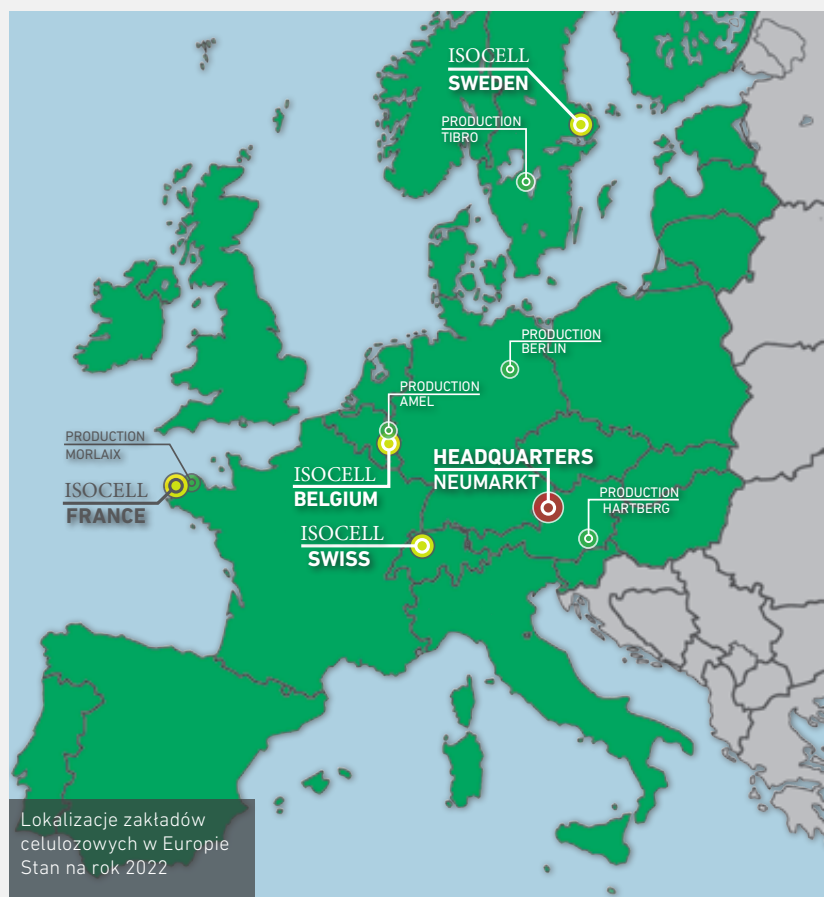 ISOCELL
SWEDEN
PRODUCTION
TIBRO
PRODUCTION
BERLIN
PRODUCTION
AMEL
PRODUCTION
MORLAIX
ISOCELL
FRANCE
ISOCELL
BELGIUM
HEADQUARTERS
NEUMARKT
PRODUCTION
HARTBERG
ISOCELL
SWISS
Lokalizacje zakładów
celulozowych w Europie
Stan na rok 2022